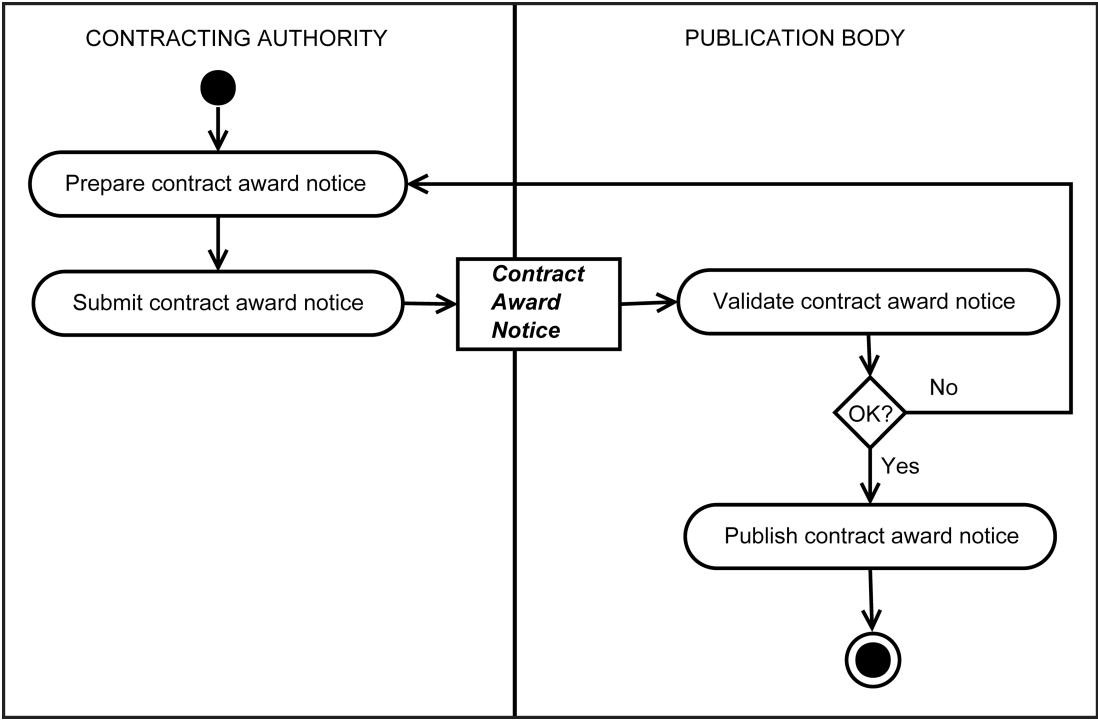 CONTRACTING AUTHORITY
PUBLICATION BODY
Prepare contract award notice
Submit contract award notice
Contract
Award
Notice
Validate contract award notice
OK?
No
Yes
Publish contract award notice